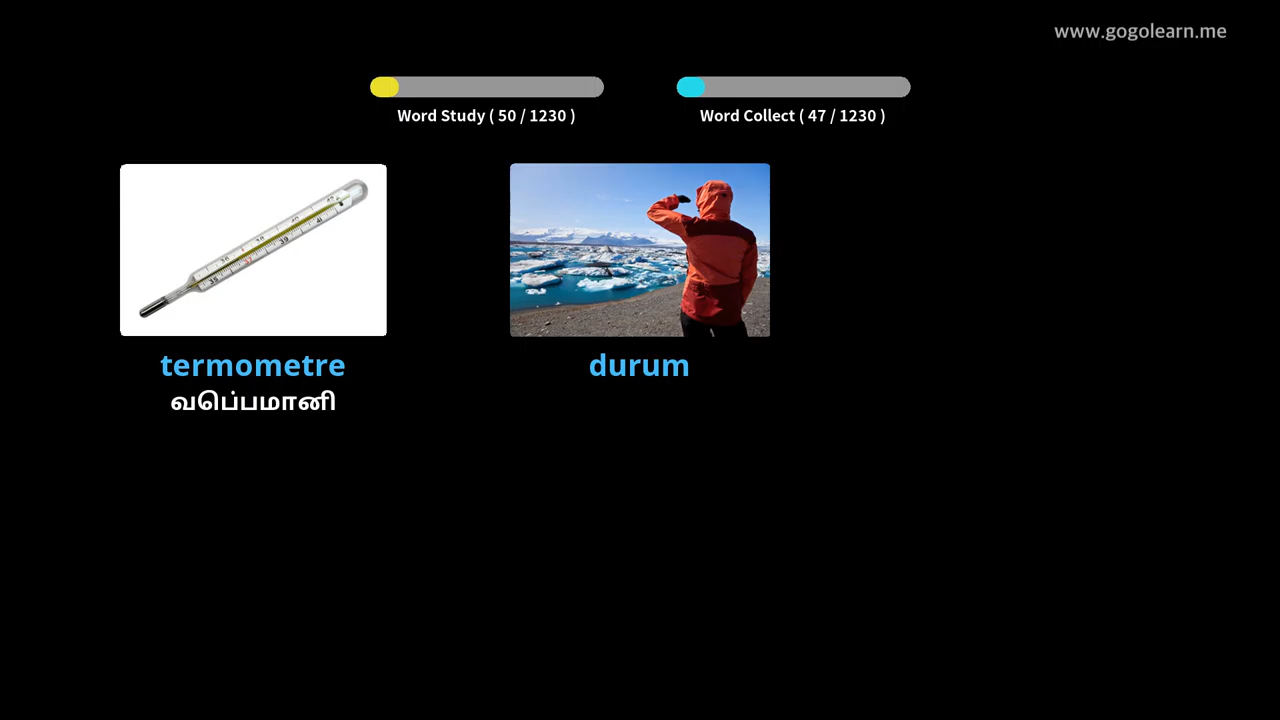 www.gogolearn.me
Word Study ( 50 / 1230 )
Word Collect ( 47 / 1230 )
termometre
வெப்பமானி
durum